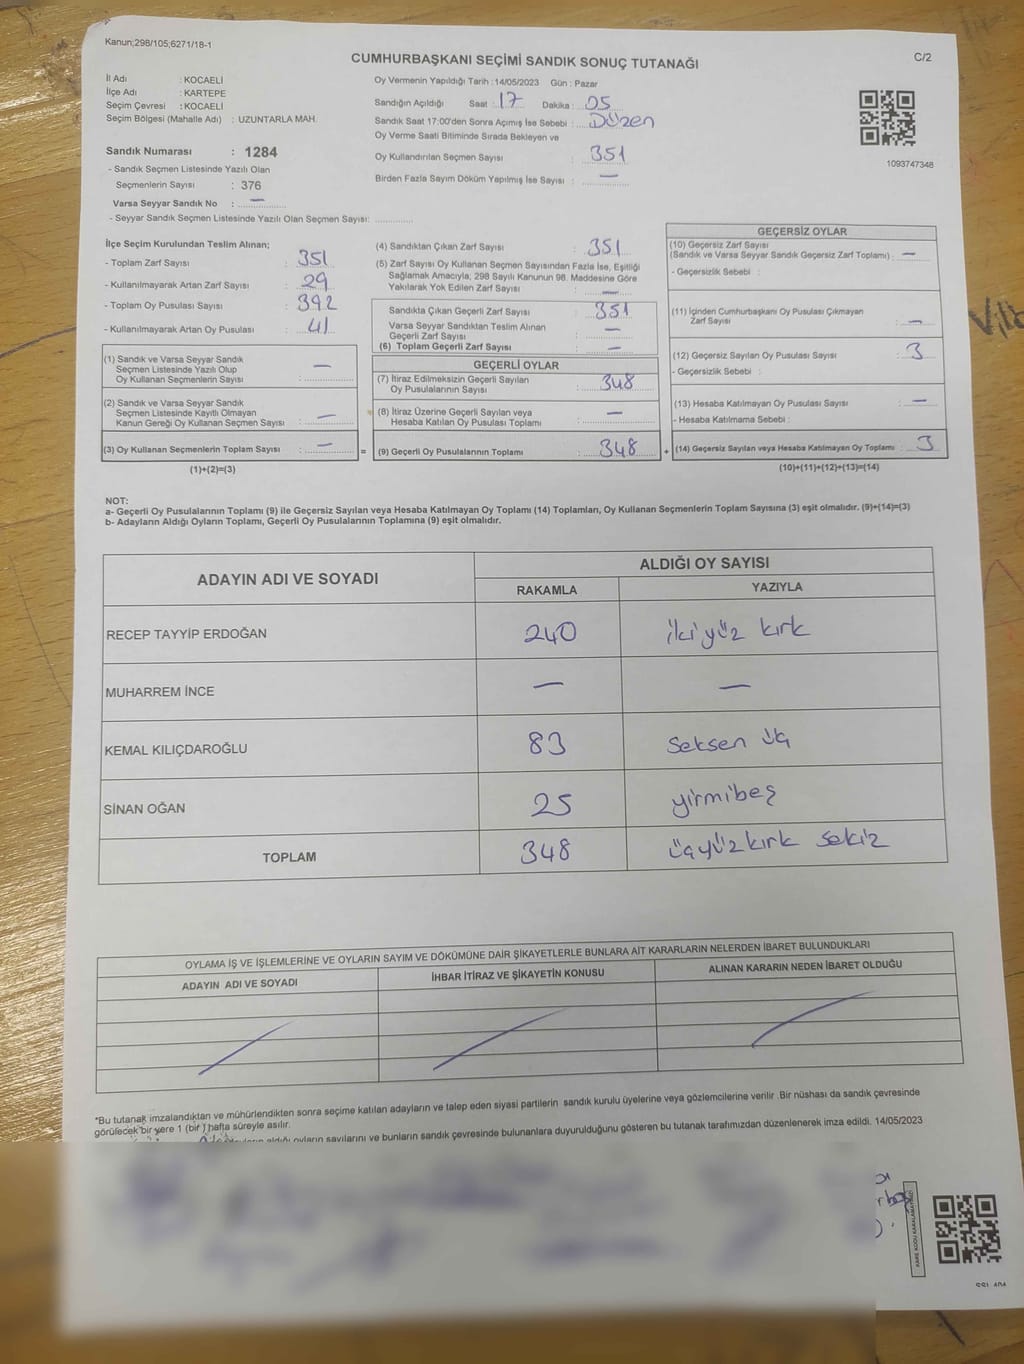 Kanun;298/105;6271/18-1
C/2
CUMHURBAŞKANI SEÇİMİ SANDIK SONUÇ TUTANAĞI
İl Adı : KOCAELİ
İlçe Adı : KARTEPE
Seçim Çevresi : KOCAELİ
Seçim Bölgesi (Mahalle Adı) : UZUNTARLA MAH.
Sandık Numarası : 1284
- Sandık Seçmen Listesinde Yazılı Olan
Seçmenlerin Sayısı : 376
Varsa Seyyar Sandık No : —
- Seyyar Sandık Seçmen Listesinde Yazılı Olan Seçmen Sayısı: ............
Oy Vermenin Yapıldığı Tarih : 14/05/2023 Gün : Pazar
Sandığın Açıldığı Saat : 17 Dakika : 05
Sandık Saat 17:00'den Sonra Açımış İse Sebebi : Düzen
Oy Verme Saati Bitiminde Sırada Bekleyen ve
Oy Kullandırılan Seçmen Sayısı : 351
Birden Fazla Sayım Döküm Yapılmış İse Sayısı : —
1093747348
İlçe Seçim Kurulundan Teslim Alınan;
- Toplam Zarf Sayısı : 351
- Kullanılmayarak Artan Zarf Sayısı : 29
- Toplam Oy Pusulası Sayısı : 392
- Kullanılmayarak Artan Oy Pusulası : 41
(1) Sandık ve Varsa Seyyar Sandık
Seçmen Listesinde Yazılı Olup
Oy Kullanan Seçmenlerin Sayısı : —
(2) Sandık ve Varsa Seyyar Sandık
Seçmen Listesinde Kayıtlı Olmayan
Kanun Gereği Oy Kullanan Seçmen Sayısı : —
(3) Oy Kullanan Seçmenlerin Toplam Sayısı : — =
(1)+(2)=(3)
(4) Sandıktan Çıkan Zarf Sayısı : 351
(5) Zarf Sayısı Oy Kullanan Seçmen Sayısından Fazla İse, Eşitliği
Sağlamak Amacıyla; 298 Sayılı Kanunun 98. Maddesine Göre
Yakılarak Yok Edilen Zarf Sayısı : —
Sandıkta Çıkan Geçerli Zarf Sayısı : 351
Varsa Seyyar Sandıktan Teslim Alınan
Geçerli Zarf Sayısı : —
(6) Toplam Geçerli Zarf Sayısı : —
GEÇERLİ OYLAR
(7) İtiraz Edilmeksizin Geçerli Sayılan
Oy Pusulalarının Sayısı : 348
(8) İtiraz Üzerine Geçerli Sayılan veya
Hesaba Katılan Oy Pusulası Toplamı : —
(9) Geçerli Oy Pusulalarının Toplamı : 348 +
GEÇERSİZ OYLAR
(10) Geçersiz Zarf Sayısı
(Sandık ve Varsa Seyyar Sandık Geçersiz Zarf Toplamı) : —
- Geçersizlik Sebebi :
(11) İçinden Cumhurbaşkanı Oy Pusulası Çıkmayan
Zarf Sayısı : —
(12) Geçersiz Sayılan Oy Pusulası Sayısı : 3
- Geçersizlik Sebebi :
(13) Hesaba Katılmayan Oy Pusulası Sayısı : —
- Hesaba Katılmama Sebebi :
(14) Geçersiz Sayılan veya Hesaba Katılmayan Oy Toplamı : 3
(10)+(11)+(12)+(13)=(14)
NOT:
a- Geçerli Oy Pusulalarının Toplamı (9) ile Geçersiz Sayılan veya Hesaba Katılmayan Oy Toplamı (14) Toplamları, Oy Kullanan Seçmenlerin Toplam Sayısına (3) eşit olmalıdır. (9)+(14)=(3)
b- Adayların Aldığı Oyların Toplamı, Geçerli Oy Pusulalarının Toplamına (9) eşit olmalıdır.
ADAYIN ADI VE SOYADI
ALDIĞI OY SAYISI
RAKAMLA YAZIYLA
RECEP TAYYİP ERDOĞAN 240 ikiyüz kırk
MUHARREM İNCE — —
KEMAL KILIÇDAROĞLU 83 seksen üç
SİNAN OĞAN 25 yirmibeş
TOPLAM 348 üçyüzkırk sekiz
OYLAMA İŞ VE İŞLEMLERİNE VE OYLARIN SAYIM VE DÖKÜMÜNE DAİR ŞİKAYETLERLE BUNLARA AİT KARARLARIN NELERDEN İBARET BULUNDUKLARI
ADAYIN ADI VE SOYADI İHBAR İTİRAZ VE ŞİKAYETİN KONUSU ALINAN KARARIN NEDEN İBARET OLDUĞU
*Bu tutanak imzalandıktan ve mühürlendikten sonra seçime katılan adayların ve talep eden siyasi partilerin sandık kurulu üyelerine veya gözlemcilerine verilir .Bir nüshası da sandık çevresinde
görülecek bir yere 1 (bir ) hafta süreyle asılır.
aldığı oyların sayılarını ve bunların sandık çevresinde bulunanlara duyurulduğunu gösteren bu tutanak tarafımızdan düzenlenerek imza edildi. 14/05/2023
KARE KODU KARALAMAYINIZ